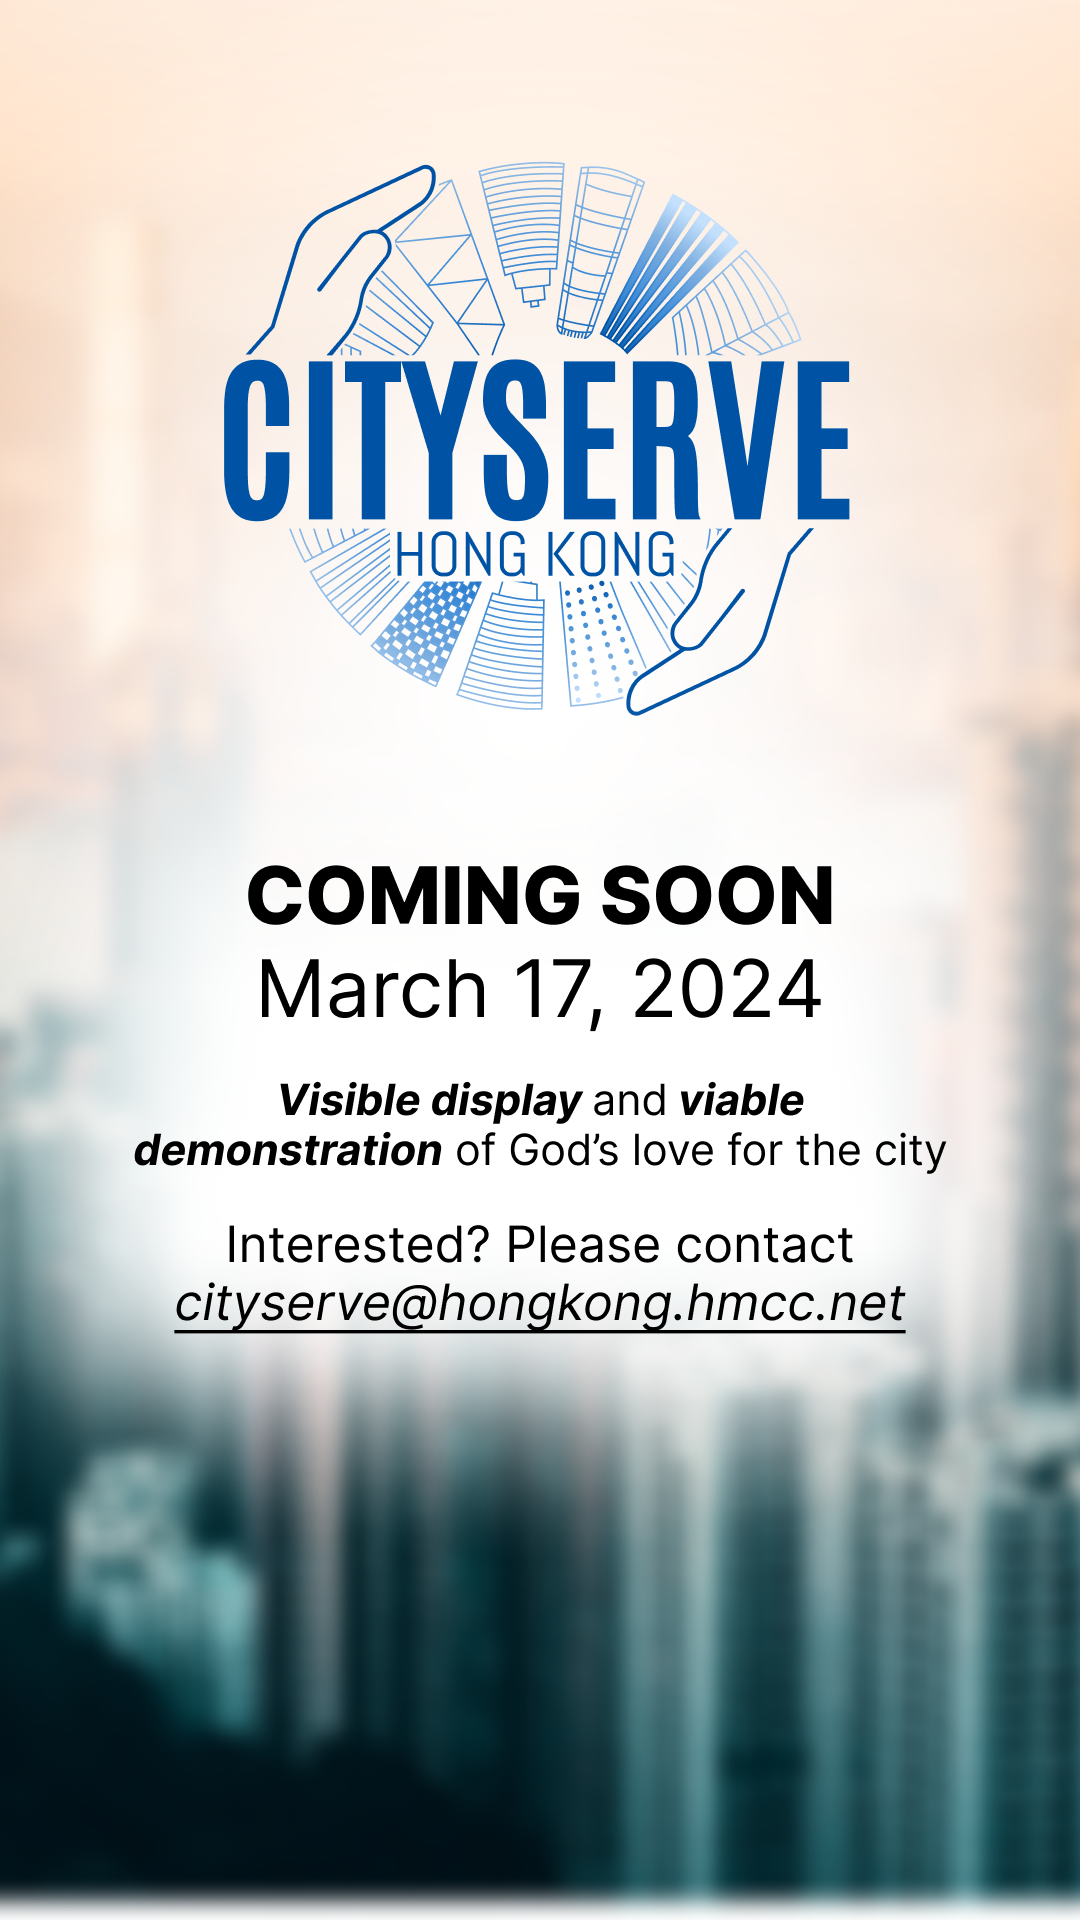 CITYSERVE
HONG KONG
COMING SOON
March 17, 2024
Visible display and viable
demonstration of God’s love for the city
Interested? Please contact
cityserve@hongkong.hmcc.net